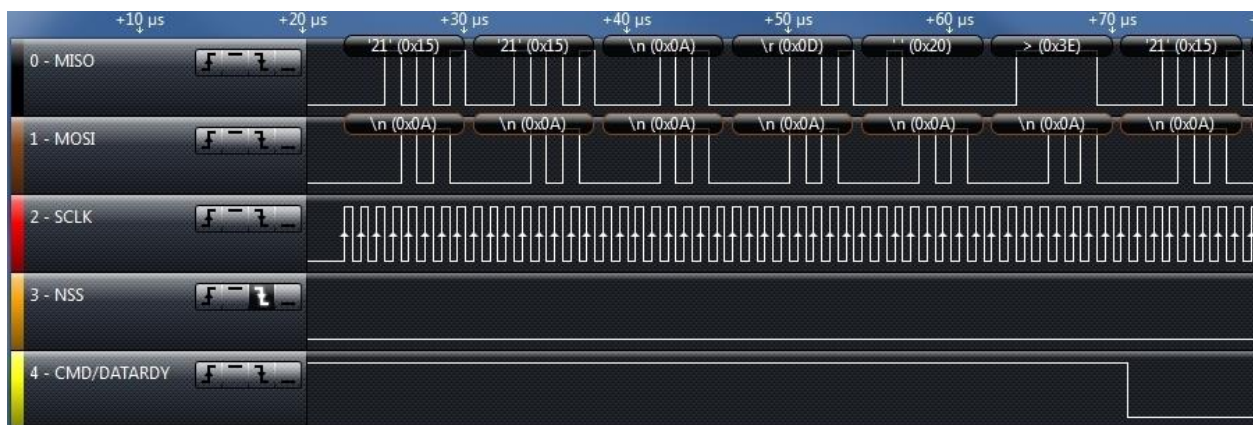 +10 µs +20 µs +30 µs +40 µs +50 µs +60 µs +70 µs
'21' (0x15) '21' (0x15) \n (0x0A) \r (0x0D) ' ' (0x20) > (0x3E) '21' (0x15)
0 - MISO
\n (0x0A) \n (0x0A) \n (0x0A) \n (0x0A) \n (0x0A) \n (0x0A) \n (0x0A)
1 - MOSI
2 - SCLK
3 - NSS
4 - CMD/DATARDY